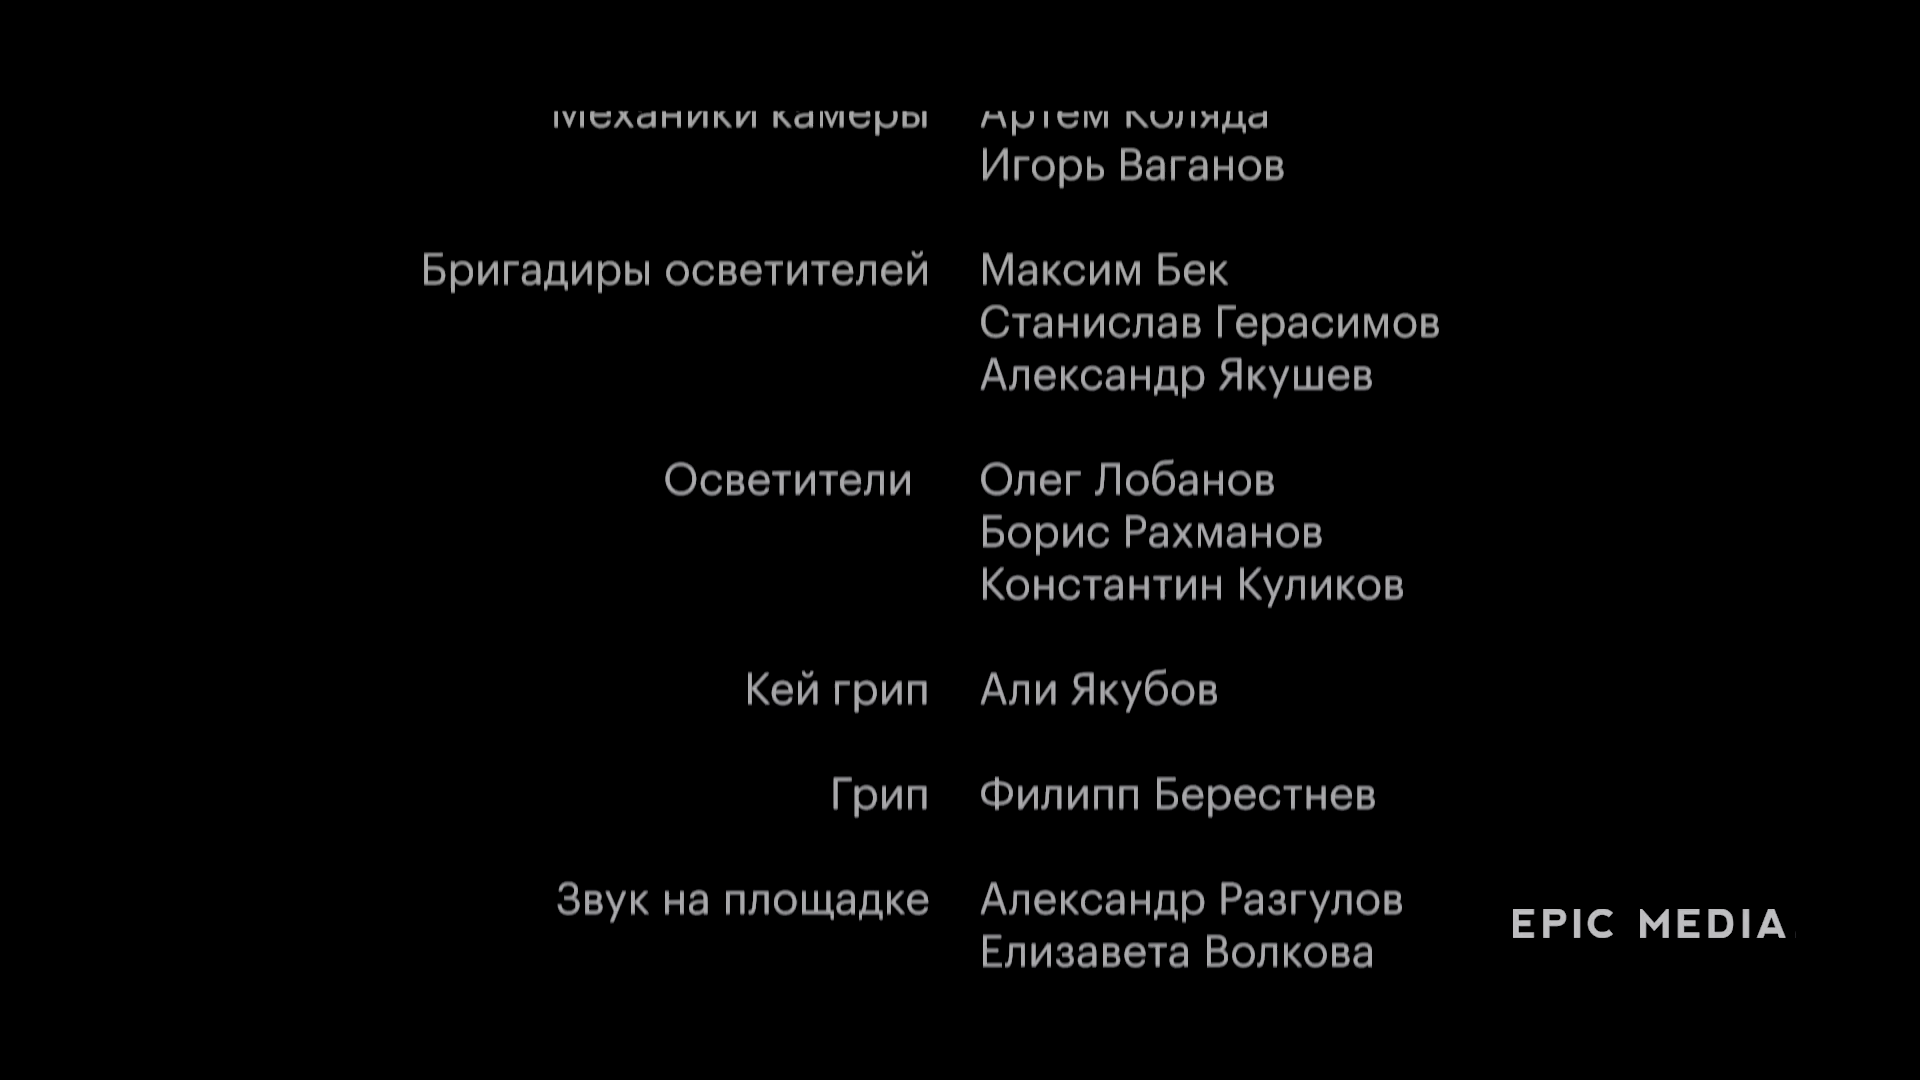 Механики камеры Артем Коляда
Игорь Ваганов
Бригадиры осветителей Максим Бек
Станислав Герасимов
Александр Якушев
Осветители Олег Лобанов
Борис Рахманов
Константин Куликов
Кей грип Али Якубов
Грип Филипп Берестнев
Звук на площадке Александр Разгулов
Елизавета Волкова
EPIC MEDIA